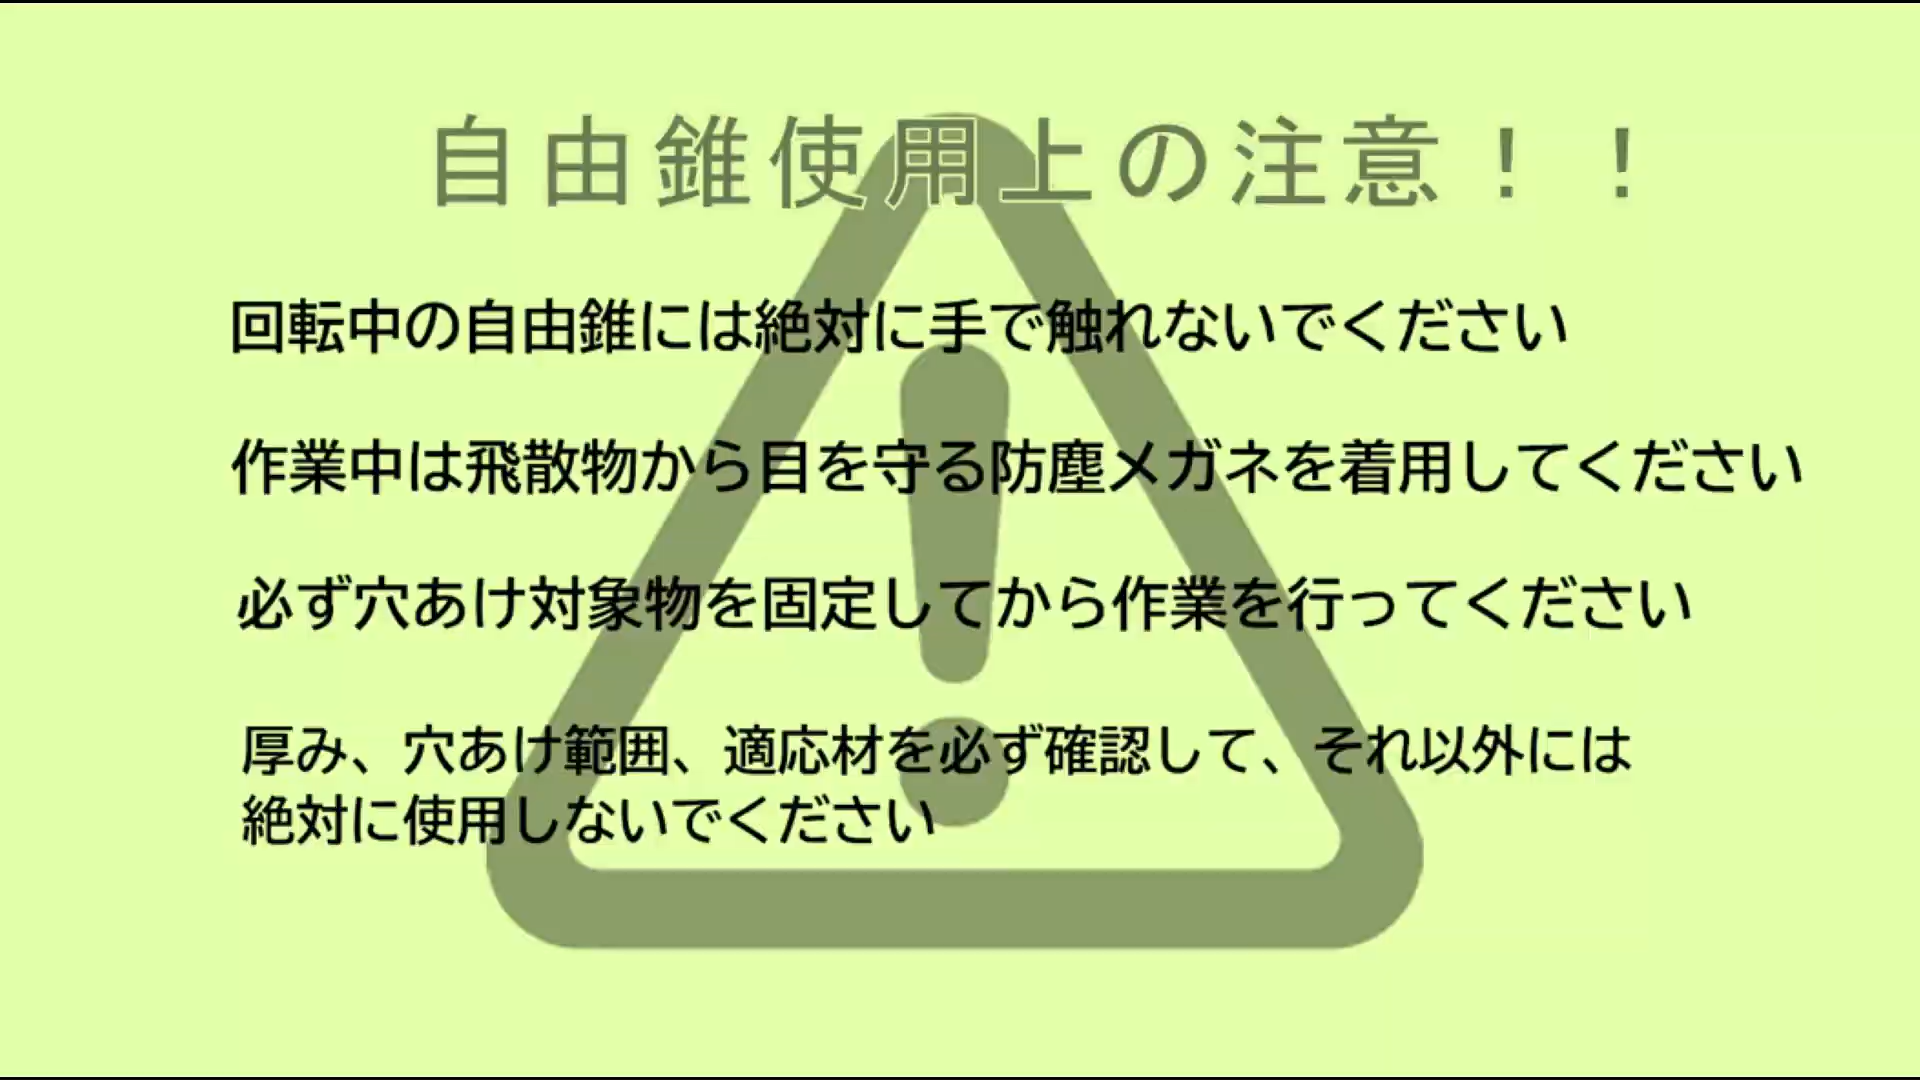 自由錐使用上の注意！！
回転中の自由錐には絶対に手で触れないでください
作業中は飛散物から目を守る防塵メガネを着用してください
必ず穴あけ対象物を固定してから作業を行ってください
厚み、穴あけ範囲、適応材を必ず確認して、それ以外には
絶対に使用しないでください